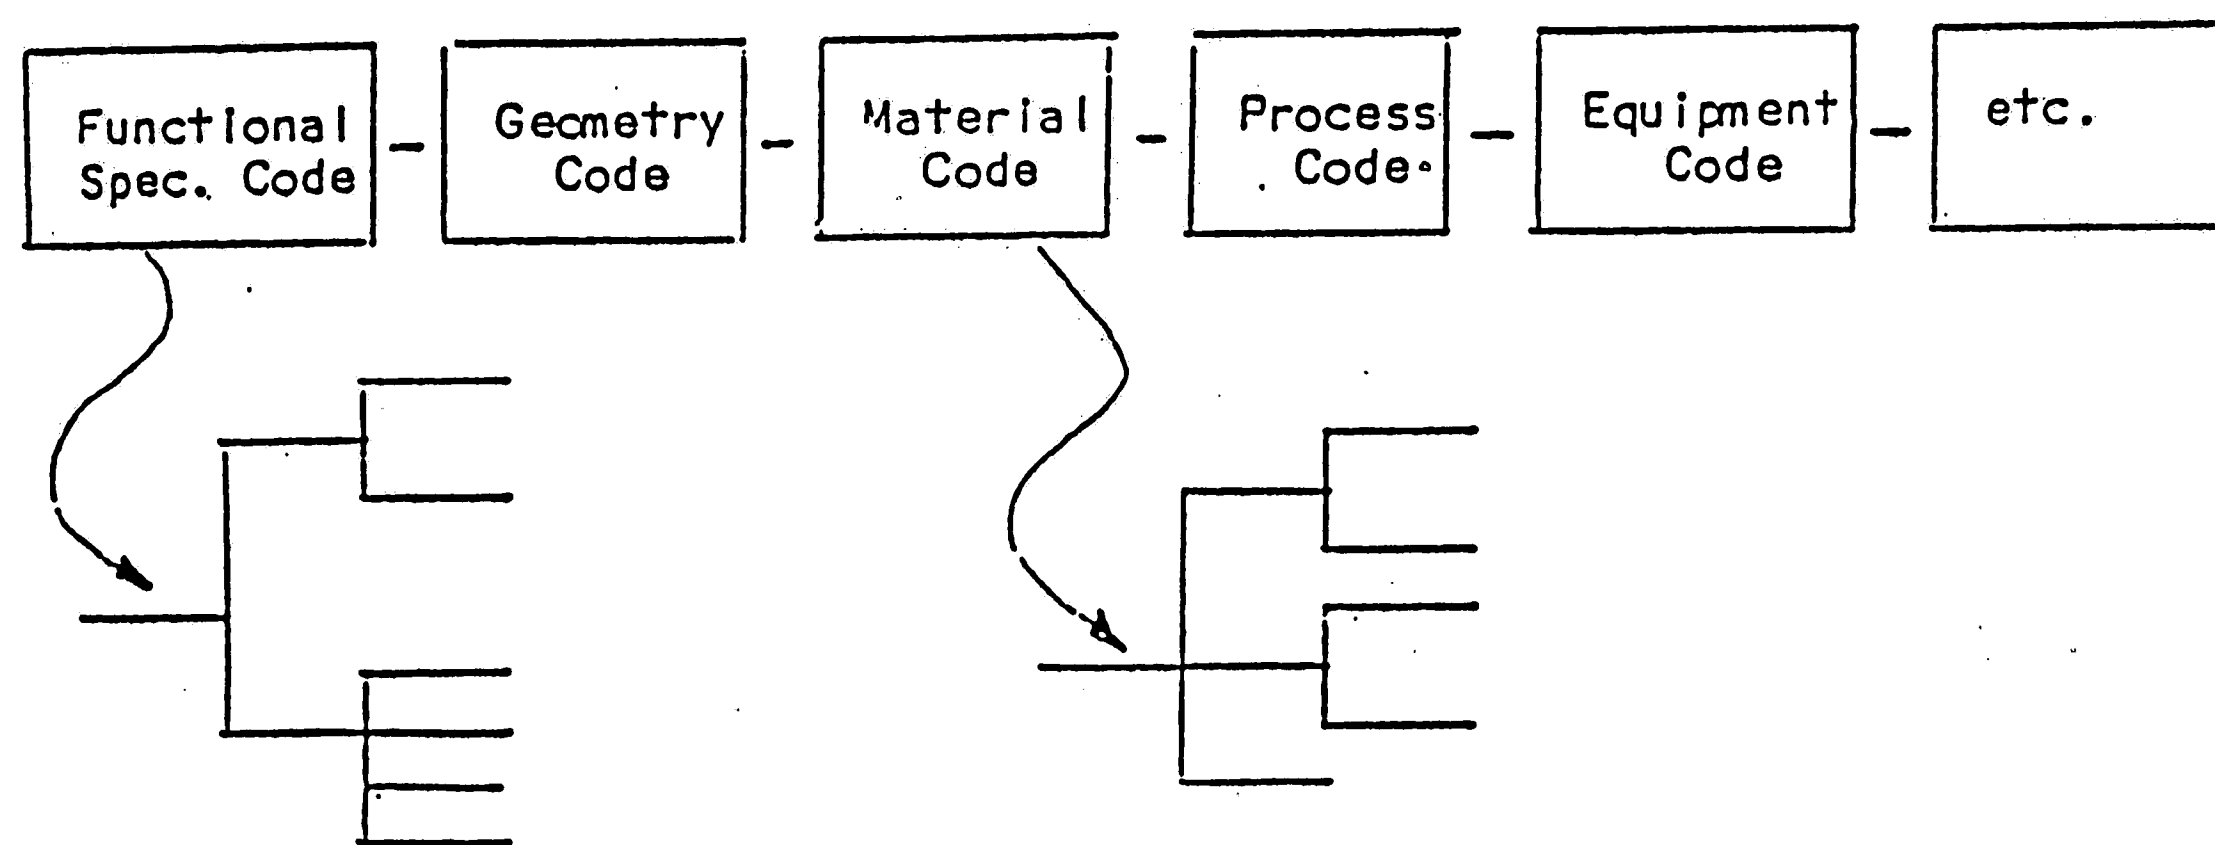 Functional
Spec. Code
Geometry
Code
Material
Code
Process
Code
Equipment
Code
etc.